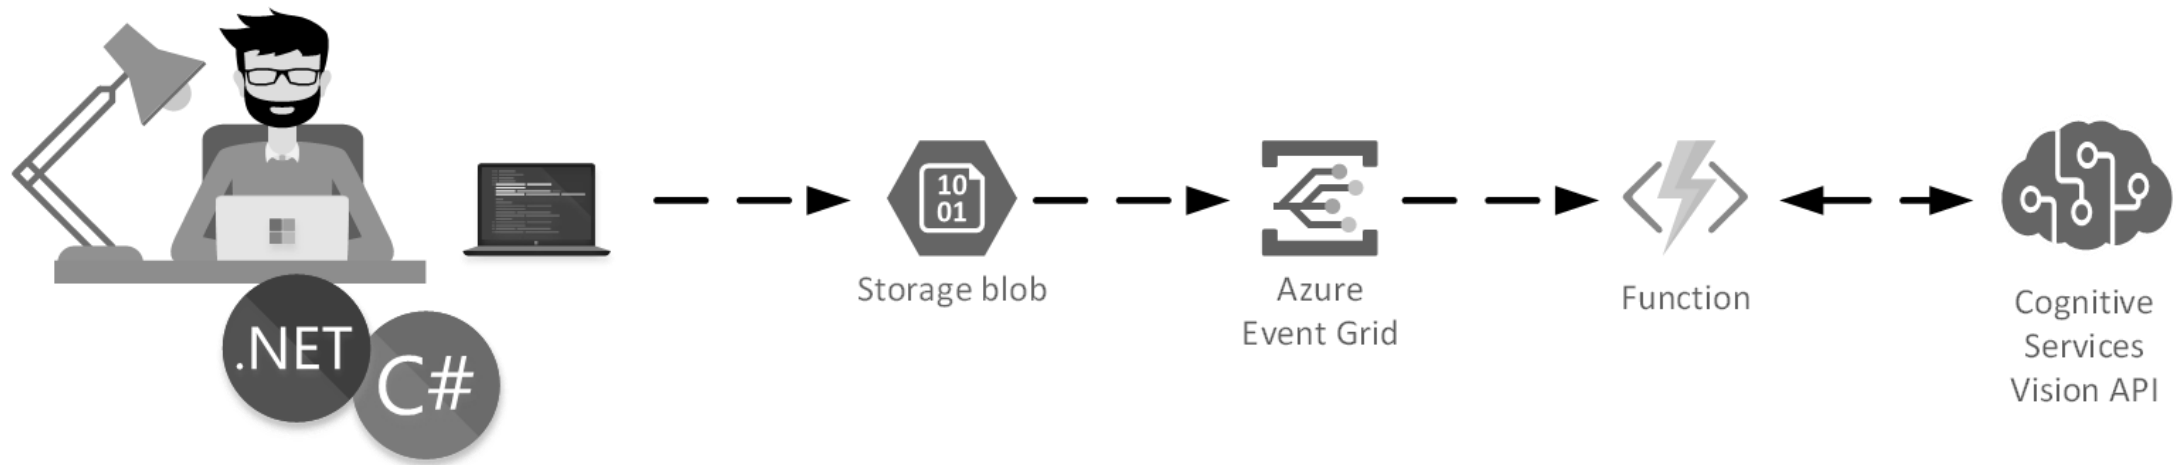 10
01
Storage blob
Azure
Event Grid
Function
Cognitive
Services
Vision API
.NET
C#